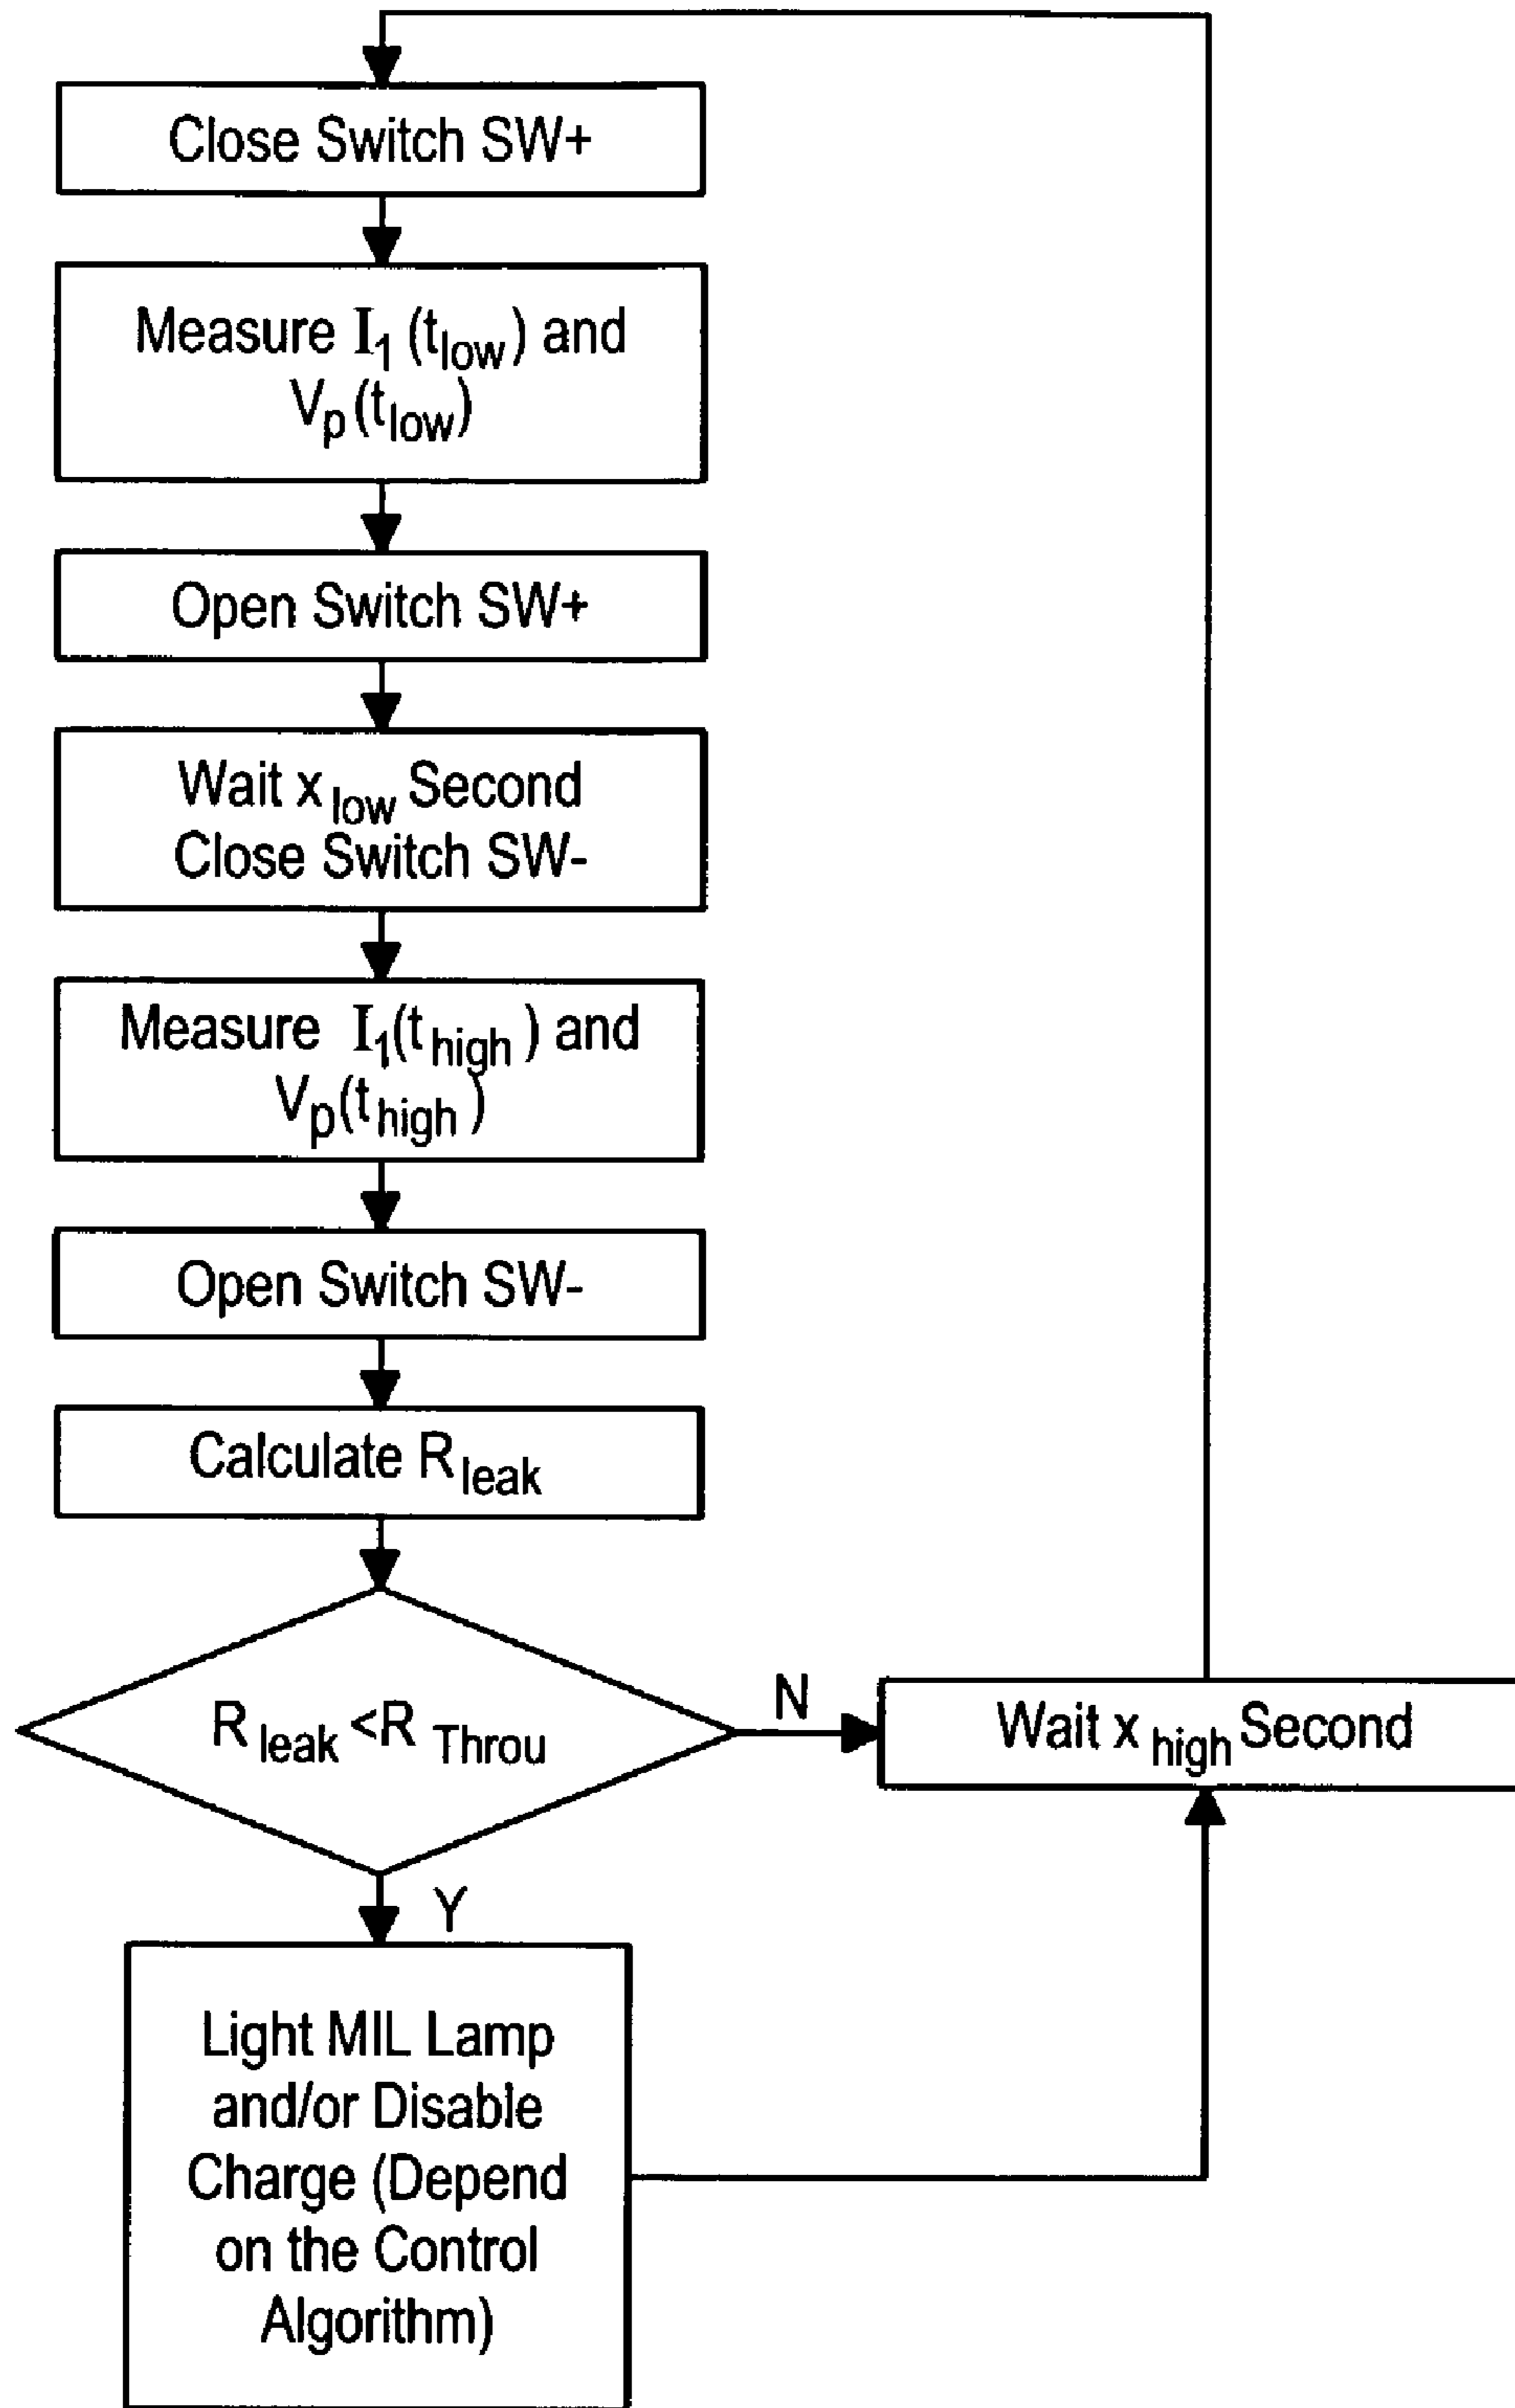 Close Switch SW+
Measure I1 (tlow) and
Vp(tlow)
Open Switch SW+
Wait xlow Second
Close Switch SW-
Measure I1(thigh) and
Vp(thigh)
Open Switch SW-
Calculate Rleak
Rleak <R Throu
N
Wait xhigh Second
Y
Light MIL Lamp
and/or Disable
Charge (Depend
on the Control
Algorithm)